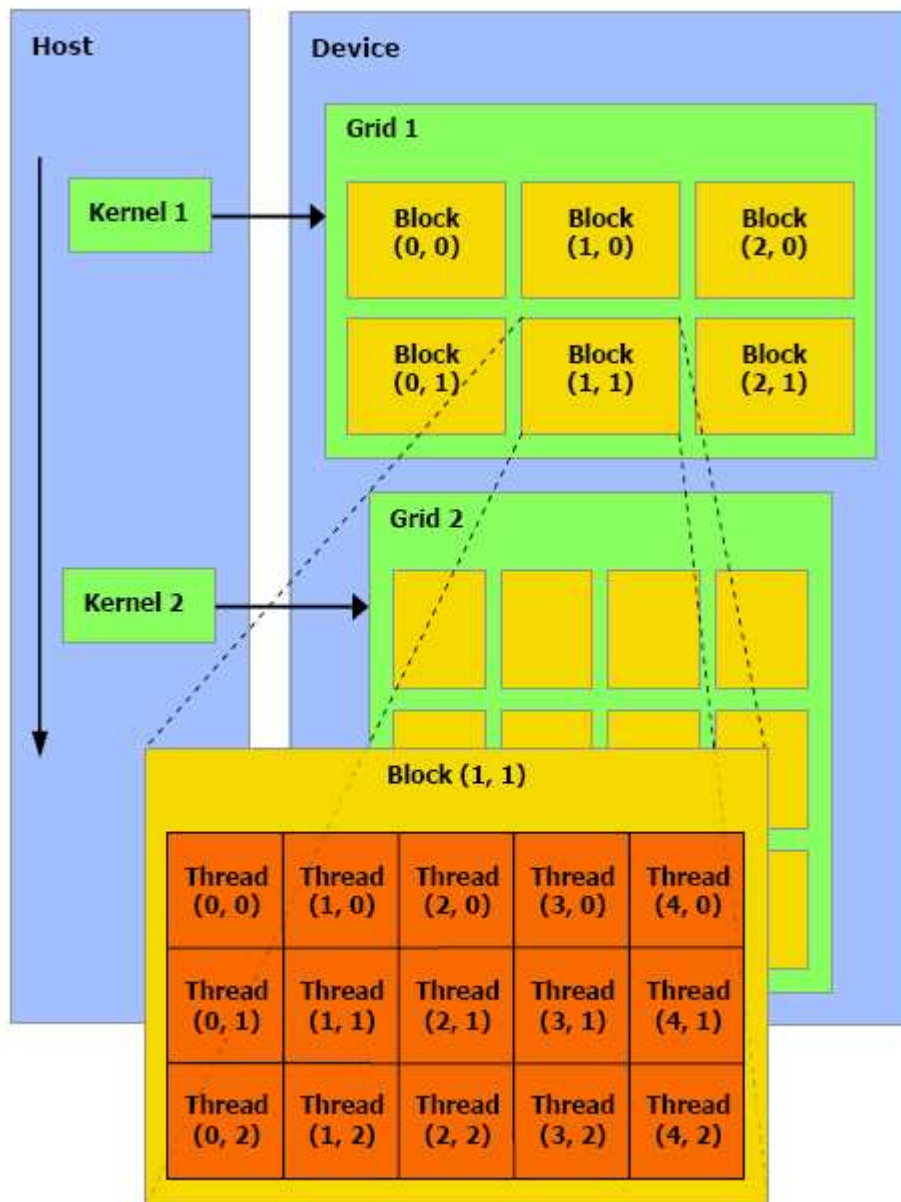 Host
Device
Grid 1
Kernel 1
Block
(0, 0)
Block
(1, 0)
Block
(2, 0)
Block
(0, 1)
Block
(1, 1)
Block
(2, 1)
Grid 2
Kernel 2
Block (1, 1)
Thread
(0, 0)
Thread
(1, 0)
Thread
(2, 0)
Thread
(3, 0)
Thread
(4, 0)
Thread
(0, 1)
Thread
(1, 1)
Thread
(2, 1)
Thread
(3, 1)
Thread
(4, 1)
Thread
(0, 2)
Thread
(1, 2)
Thread
(2, 2)
Thread
(3, 2)
Thread
(4, 2)